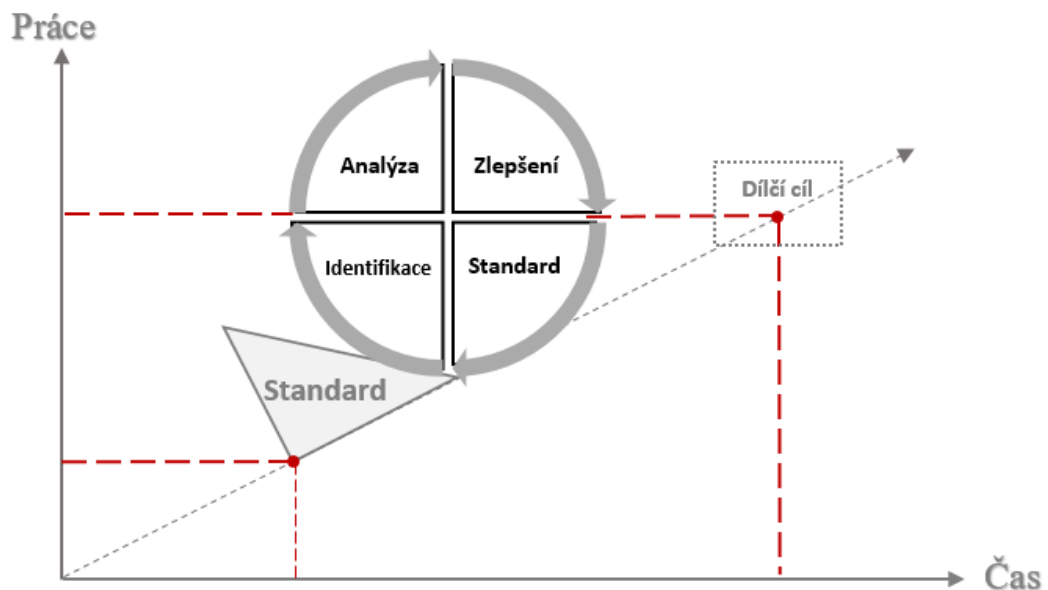 Práce
Analýza
Zlepšení
Dílčí cíl
Identifikace
Standard
Standard
Čas